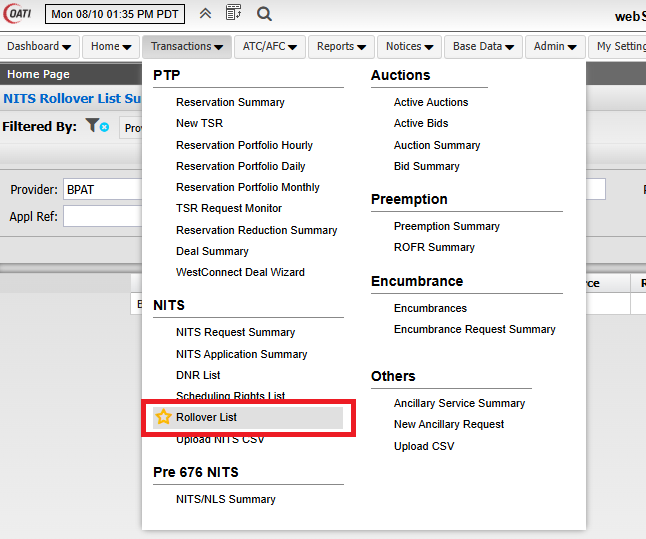 OATI
Mon 08/10 01:35 PM PDT
webS
Dashboard Home Transactions ATC/AFC Reports Notices Base Data Admin My Setting
Home Page
NITS Rollover List Su
Filtered By: Pro
Provider: BPAT
Appl Ref:
PTP
Reservation Summary
New TSR
Reservation Portfolio Hourly
Reservation Portfolio Daily
Reservation Portfolio Monthly
TSR Request Monitor
Reservation Reduction Summary
Deal Summary
WestConnect Deal Wizard
NITS
NITS Request Summary
NITS Application Summary
DNR List
Scheduling Rights List
Rollover List
Upload NITS CSV
Pre 676 NITS
NITS/NLS Summary
Auctions
Active Auctions
Active Bids
Auction Summary
Bid Summary
Preemption
Preemption Summary
ROFR Summary
Encumbrance
Encumbrances
Encumbrance Request Summary
Others
Ancillary Service Summary
New Ancillary Request
Upload CSV
ce R